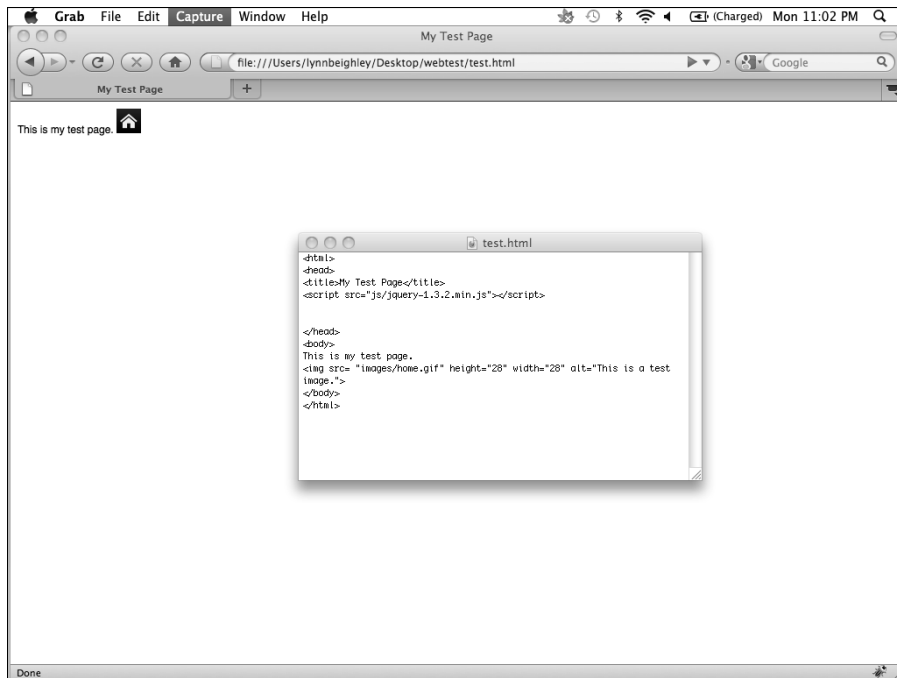 Grab File Edit Capture Window Help (Charged) Mon 11:02 PM
My Test Page
file:///Users/lynnbeighley/Desktop/webtest/test.html Google
My Test Page +
This is my test page.
test.html
<html>
<head>
<title>My Test Page</title>
<script src="js/jquery-1.3.2.min.js"></script>
</head>
<body>
This is my test page.
<img src= "images/home.gif" height="28" width="28" alt="This is a test
image.">
</body>
</html>
Done